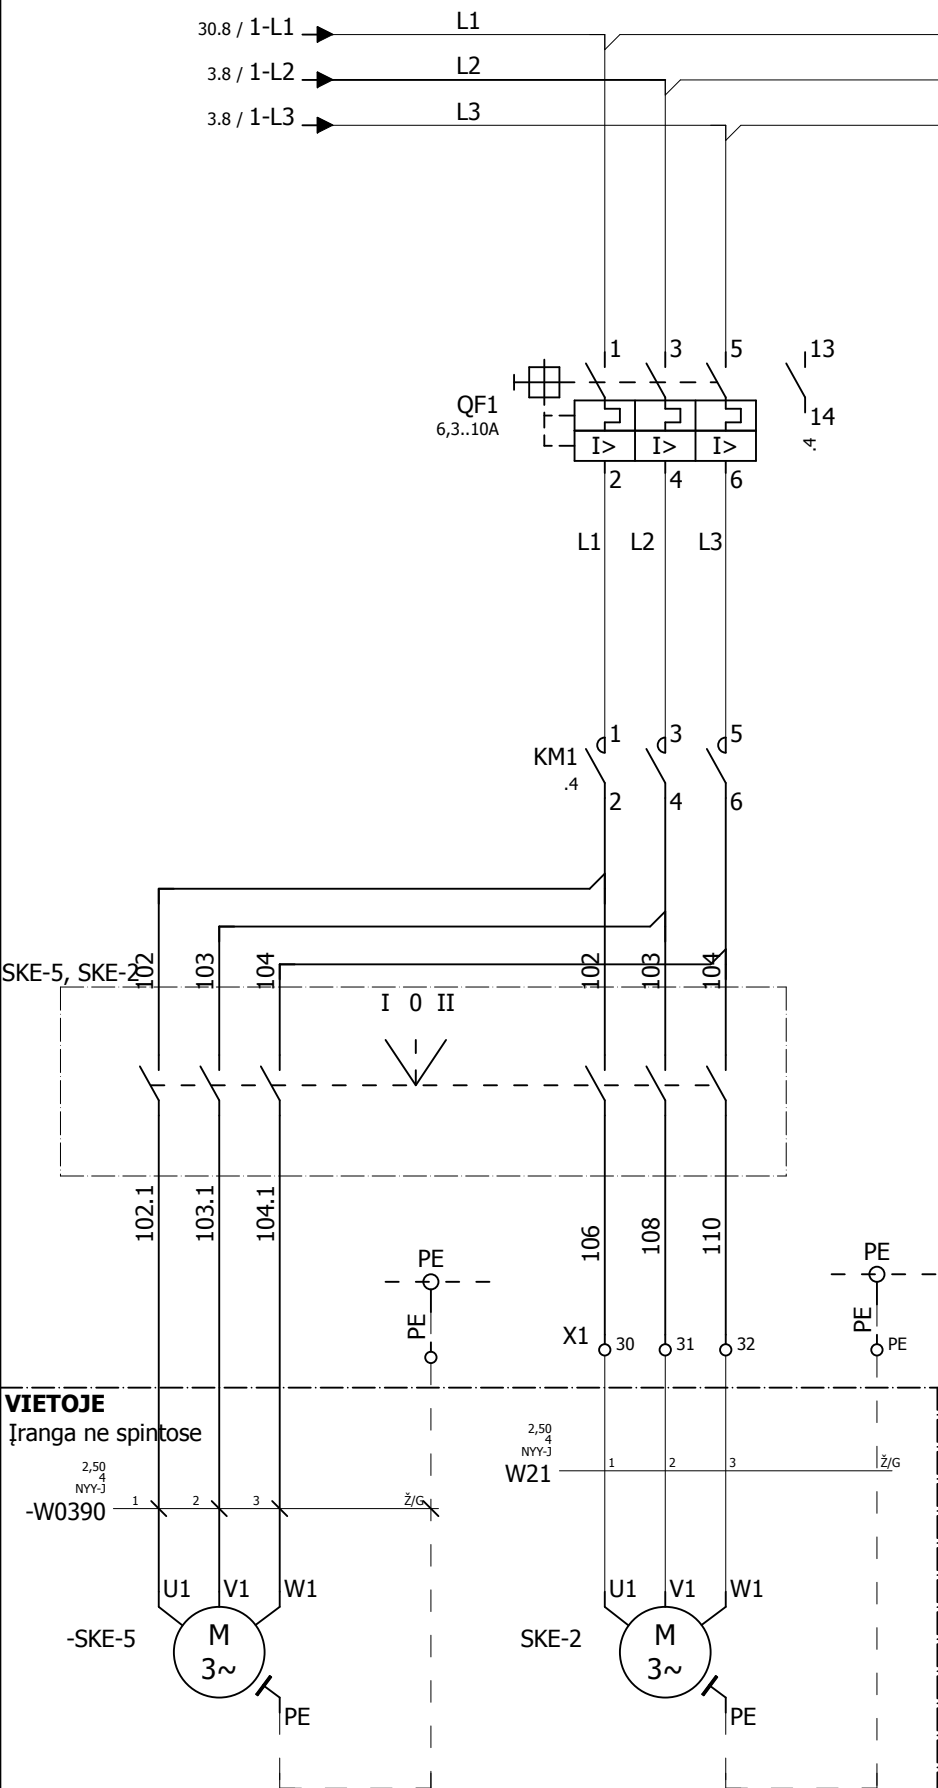 30.8 / 1-L1 L1
3.8 / 1-L2 L2
3.8 / 1-L3 L3
1 3 5 13
QF1
6,3..10A
14
.4
I> I> I>
2 4 6
L1 L2 L3
1 3 5
KM1
.4
2 4 6
SKE-5, SKE-2
102 103 104 102 103 104
I 0 II
102.1 103.1 104.1 106 108 110
PE PE
PE PE
X1 30 31 32 PE
VIETOJE
Įranga ne spintose
2,50
4
NYY-J
W21 1 2 3 Ž/G
2,50
4
NYY-J
-W0390 1 2 3 Ž/G
U1 V1 W1 U1 V1 W1
-SKE-5 M SKE-2 M
3~ 3~
PE PE